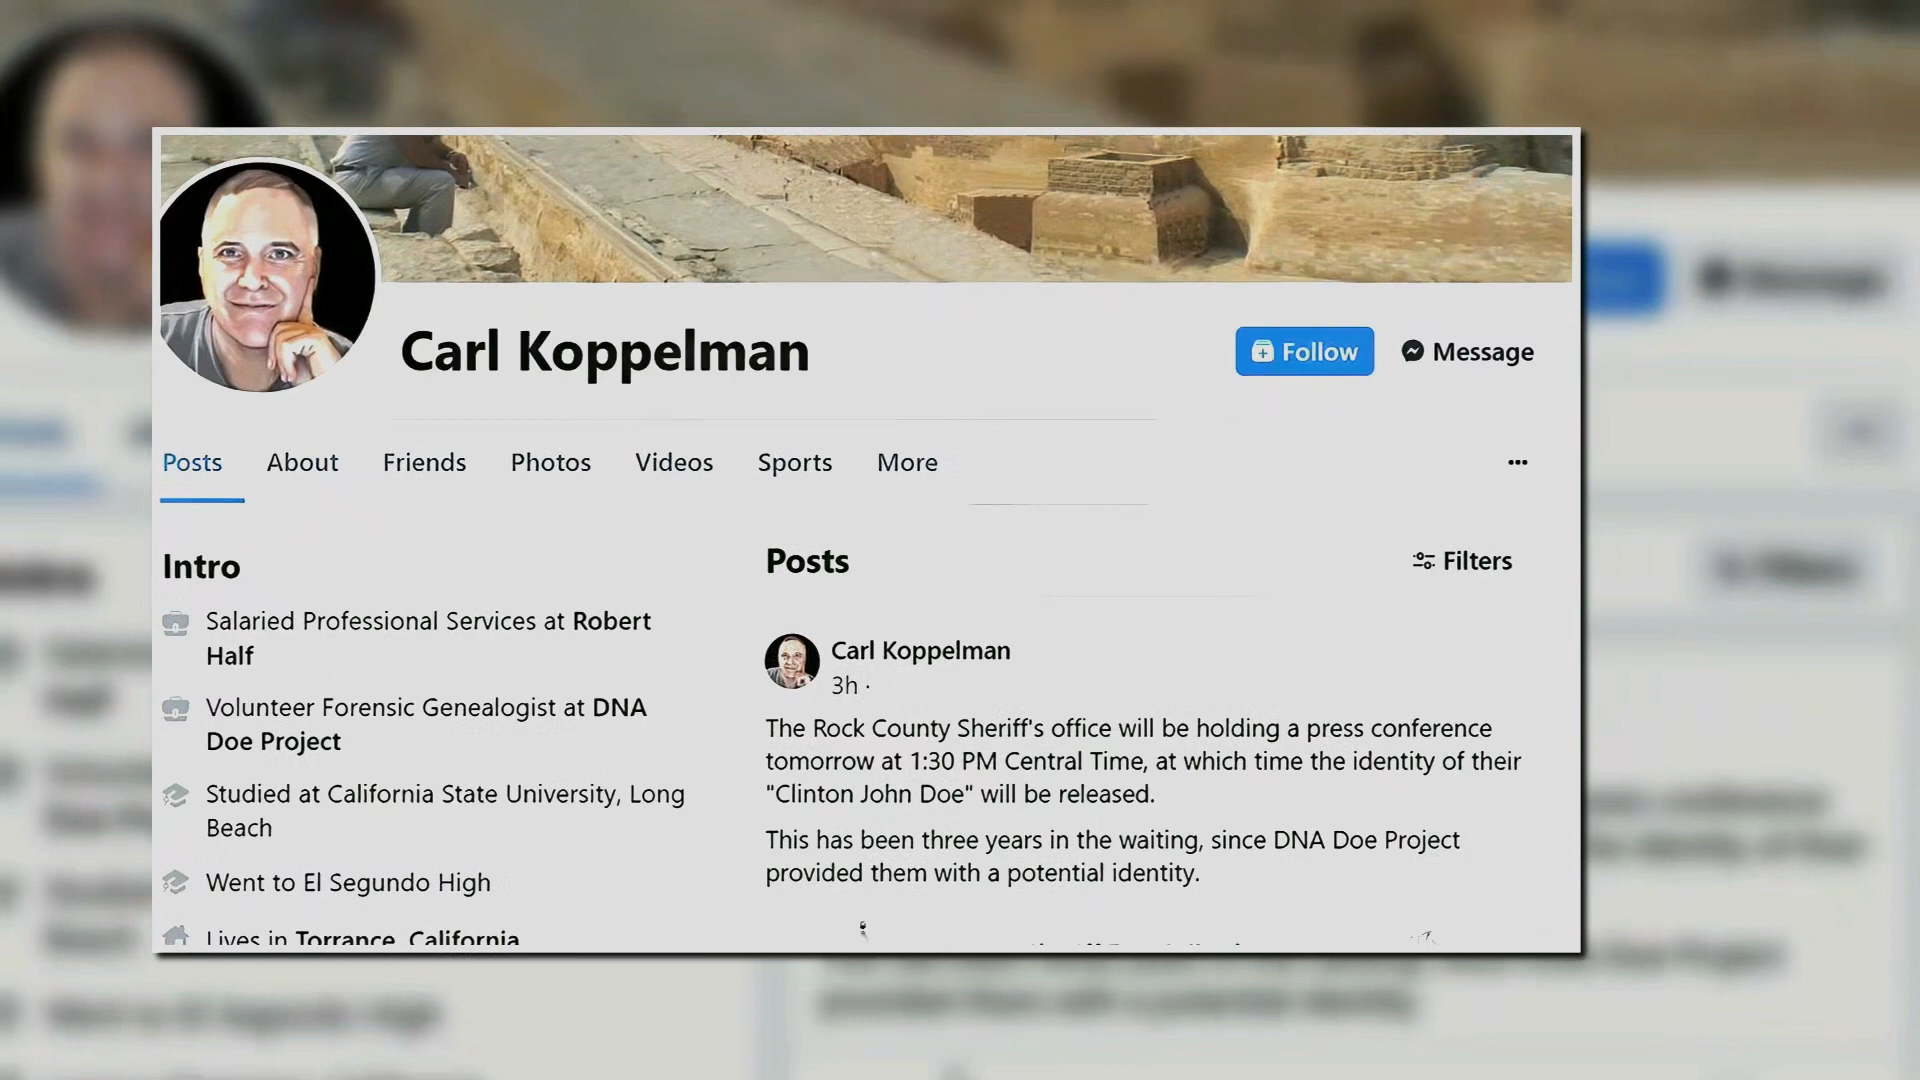 Carl Koppelman
Follow
Message
Posts
About
Friends
Photos
Videos
Sports
More
Intro
Salaried Professional Services at Robert
Half
Volunteer Forensic Genealogist at DNA
Doe Project
Studied at California State University, Long
Beach
Went to El Segundo High
Lives in Torrance, California
Posts
Filters
Carl Koppelman
3h ·
The Rock County Sheriff's office will be holding a press conference
tomorrow at 1:30 PM Central Time, at which time the identity of their
"Clinton John Doe" will be released.
This has been three years in the waiting, since DNA Doe Project
provided them with a potential identity.